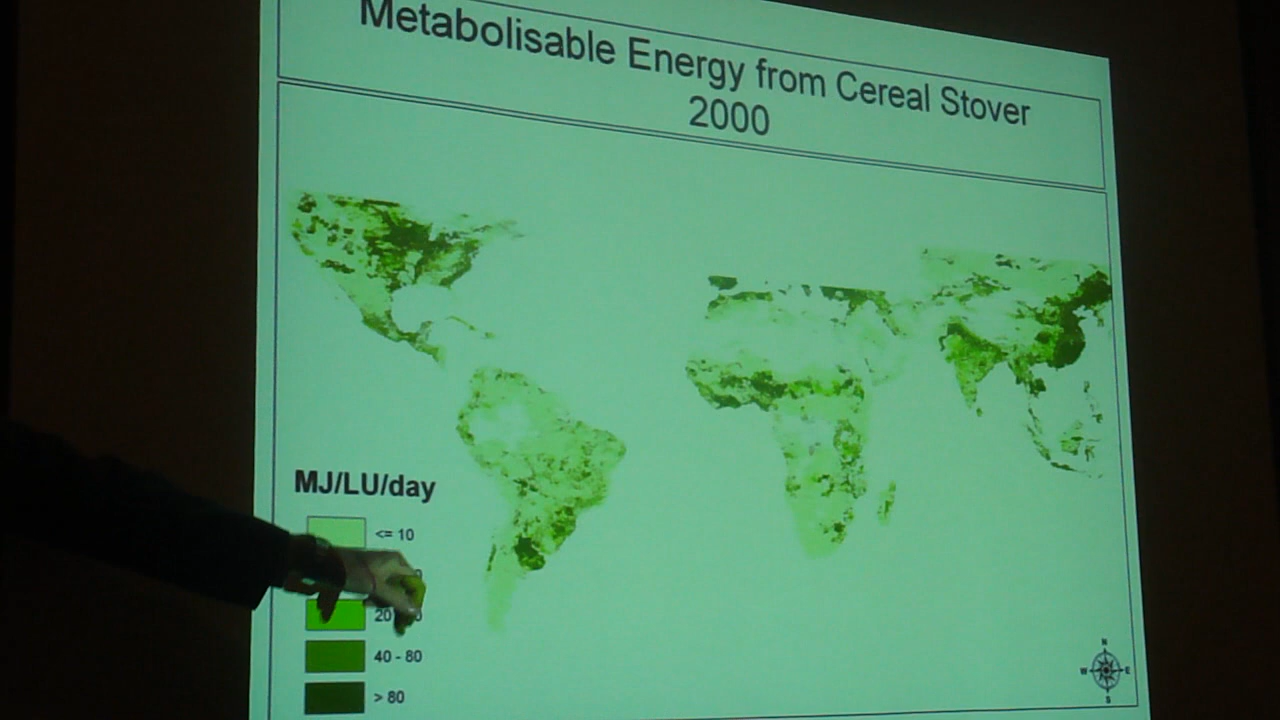 Metabolisable Energy from Cereal Stover
2000
MJ/LU/day
<= 10
40 - 80
> 80
N
W
E
S